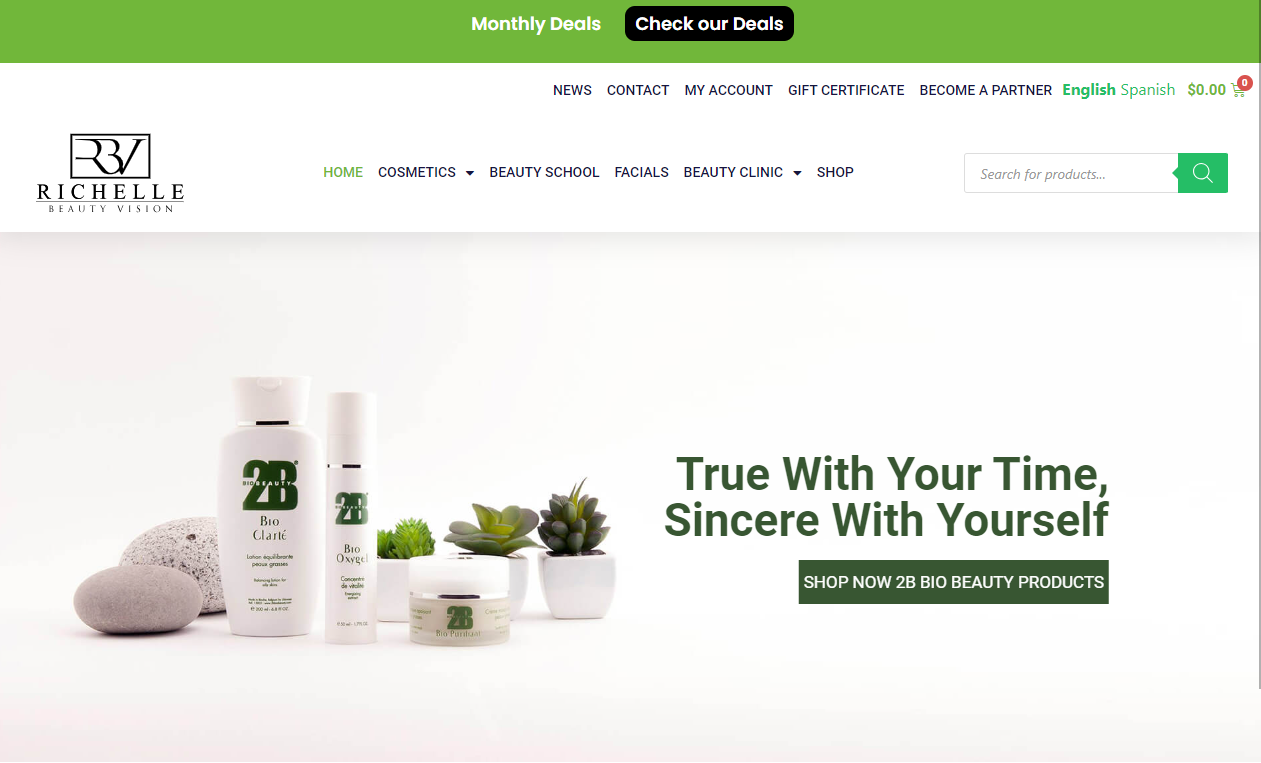 Monthly Deals Check our Deals
NEWS CONTACT MY ACCOUNT GIFT CERTIFICATE BECOME A PARTNER English Spanish $0.00 0
RBV
RICHELLE
BEAUTY VISION
HOME COSMETICS BEAUTY SCHOOL FACIALS BEAUTY CLINIC SHOP
Search for products...
True With Your Time,
Sincere With Yourself
SHOP NOW 2B BIO BEAUTY PRODUCTS
2B®
BIO BEAUTY
Bio
Clarté
Lotion équilibrante
peaux grasses
Balancing lotion for
oily skins
2B
Bio
Oxygel
Concentré
de vitalité
Energizing
extract
2B
Bio Purifiant